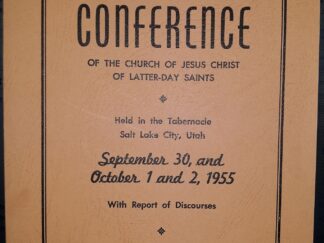 CONFERENCE
OF THE CHURCH OF JESUS CHRIST
OF LATTER-DAY SAINTS
Held in the Tabernacle
Salt Lake City, Utah
September 30, and
October 1 and 2, 1955
With Report of Discourses